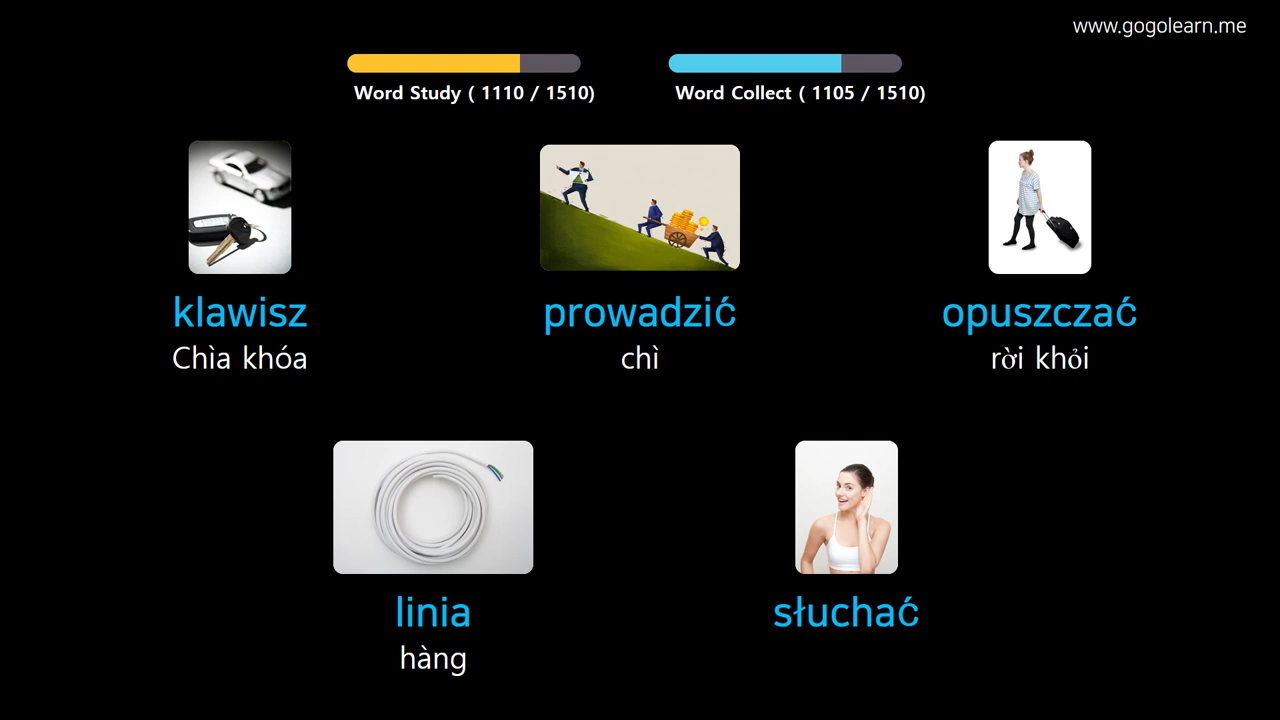 www.gogolearn.me
Word Study ( 1110 / 1510)
Word Collect ( 1105 / 1510)
klawisz
Chìa khóa
prowadzić
chì
opuszczać
rời khỏi
linia
hàng
słuchać